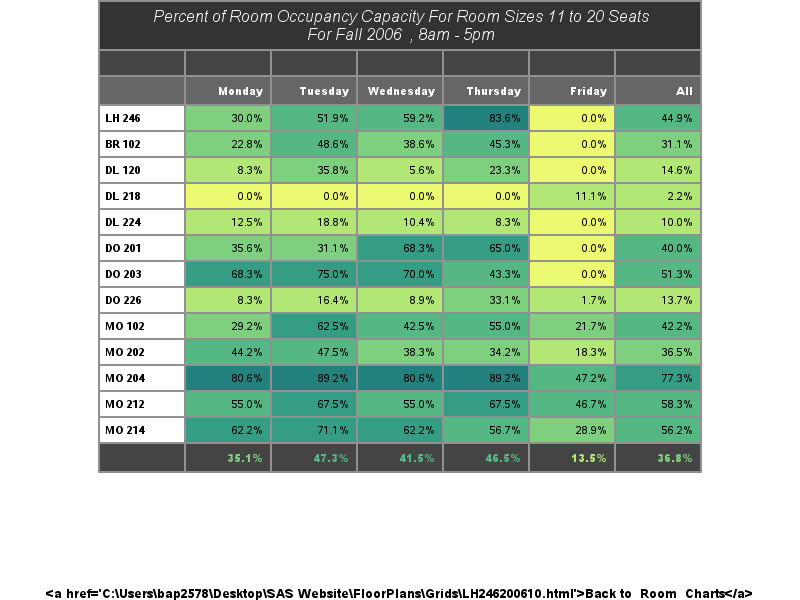 Percent of Room Occupancy Capacity For Room Sizes 11 to 20 Seats
For Fall 2006 , 8am - 5pm
Monday Tuesday Wednesday Thursday Friday All
LH 246 30.0% 51.9% 59.2% 83.6% 0.0% 44.9%
BR 102 22.8% 48.6% 38.6% 45.3% 0.0% 31.1%
DL 120 8.3% 35.8% 5.6% 23.3% 0.0% 14.6%
DL 218 0.0% 0.0% 0.0% 0.0% 11.1% 2.2%
DL 224 12.5% 18.8% 10.4% 8.3% 0.0% 10.0%
DO 201 35.6% 31.1% 68.3% 65.0% 0.0% 40.0%
DO 203 68.3% 75.0% 70.0% 43.3% 0.0% 51.3%
DO 226 8.3% 16.4% 8.9% 33.1% 1.7% 13.7%
MO 102 29.2% 62.5% 42.5% 55.0% 21.7% 42.2%
MO 202 44.2% 47.5% 38.3% 34.2% 18.3% 36.5%
MO 204 80.6% 89.2% 80.6% 89.2% 47.2% 77.3%
MO 212 55.0% 67.5% 55.0% 67.5% 46.7% 58.3%
MO 214 62.2% 71.1% 62.2% 56.7% 28.9% 56.2%
35.1% 47.3% 41.5% 46.5% 13.5% 36.8%
<a href='C:\Users\bap2578\Desktop\SAS Website\FloorPlans\Grids\LH246200610.html'>Back to Room Charts</a>